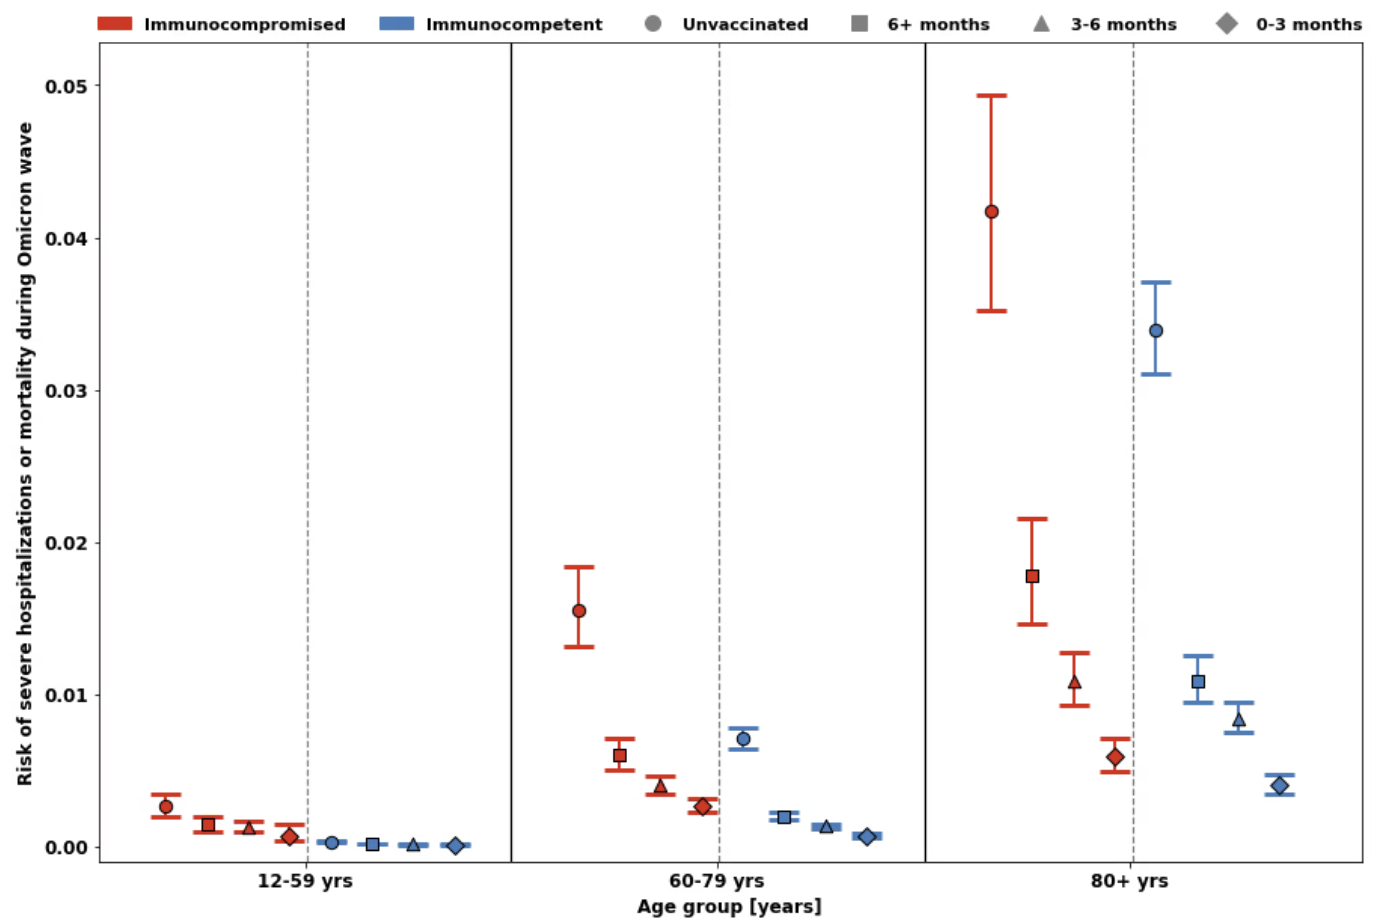 Immunocompromised Immunocompetent Unvaccinated 6+ months 3-6 months 0-3 months
Risk of severe hospitalizations or mortality during Omicron wave
0.05
0.04
0.03
0.02
0.01
0.00
12-59 yrs 60-79 yrs 80+ yrs
Age group [years]